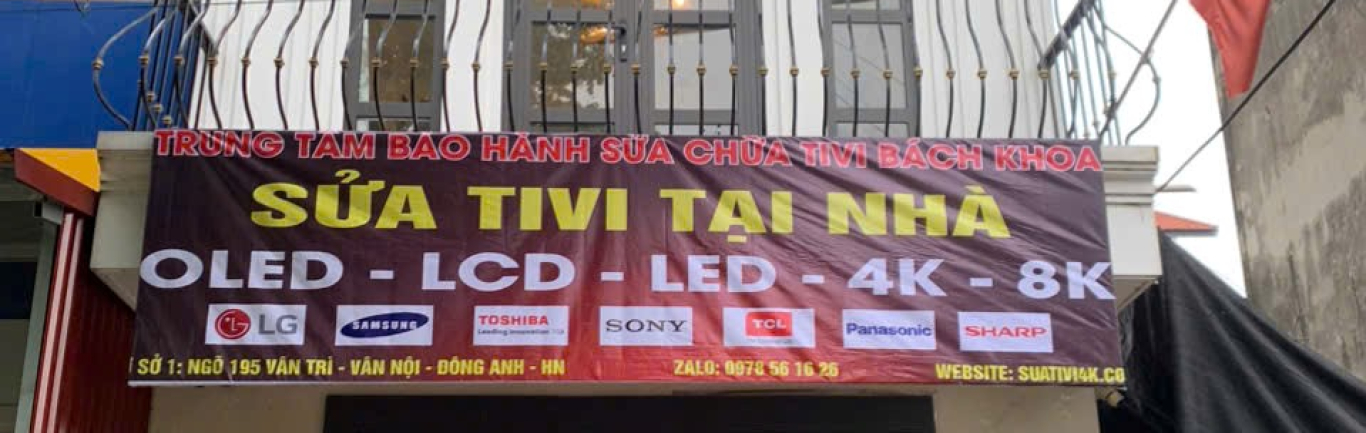 TRUNG TÂM BẢO HÀNH SỬA CHỮA TIVI BÁCH KHOA
SỬA TIVI TẠI NHÀ
OLED - LCD - LED - 4K - 8K
LG SAMSUNG TOSHIBA SONY TCL Panasonic SHARP
Leading Innovation
SỞ 1: NGÕ 195 VÂN TRÌ - VÂN NỘI - ĐÔNG ANH - HN ZALO: 0978 56 16 26 WEBSITE: SUATIVI4K.CO